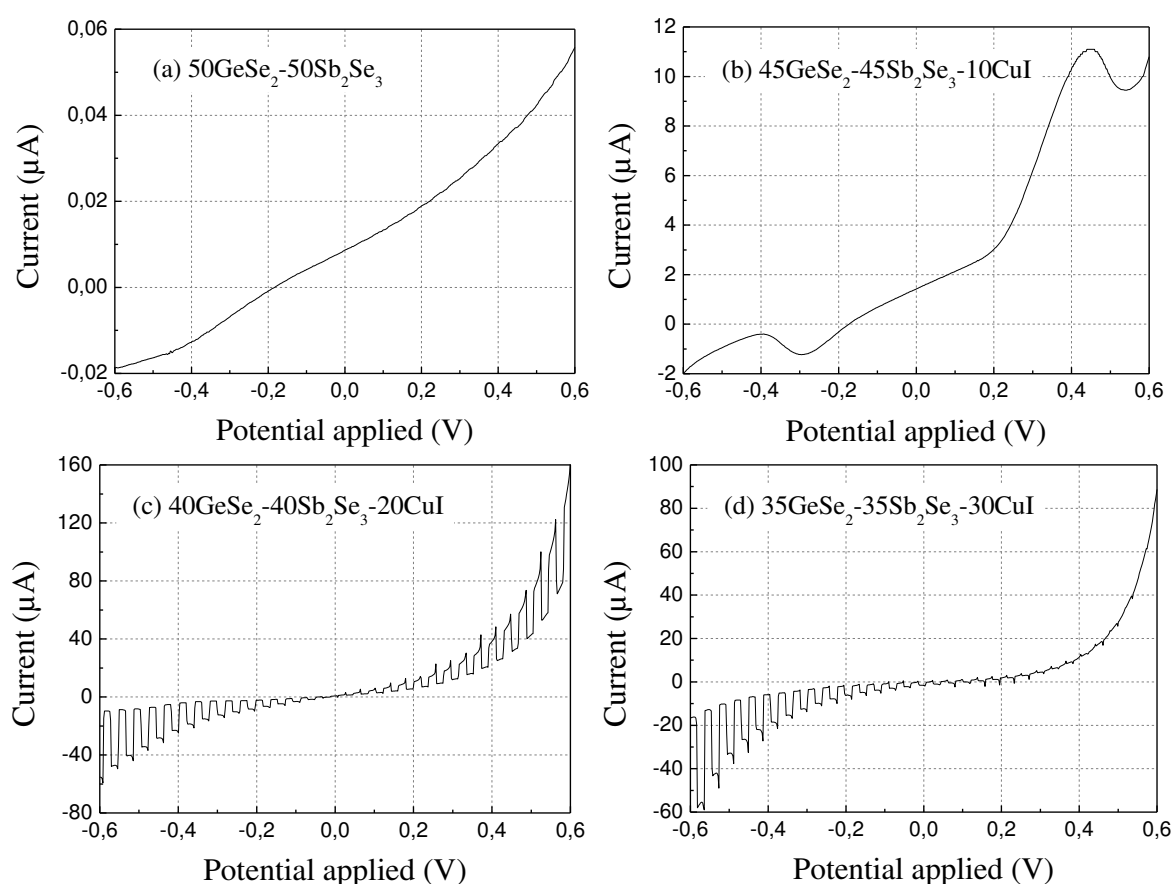 (a) 50GeSe₂-50Sb₂Se₃
0,06
0,04
0,02
0,00
-0,02
Current (µA)
-0,6 -0,4 -0,2 0,0 0,2 0,4 0,6
Potential applied (V)
(b) 45GeSe₂-45Sb₂Se₃-10CuI
12
10
8
6
4
2
0
-2
Current (µA)
-0,6 -0,4 -0,2 0,0 0,2 0,4 0,6
Potential applied (V)
(c) 40GeSe₂-40Sb₂Se₃-20CuI
160
120
80
40
0
-40
-80
Current (µA)
-0,6 -0,4 -0,2 0,0 0,2 0,4 0,6
Potential applied (V)
(d) 35GeSe₂-35Sb₂Se₃-30CuI
100
80
60
40
20
0
-20
-40
-60
Current (µA)
-0,6 -0,4 -0,2 0,0 0,2 0,4 0,6
Potential applied (V)